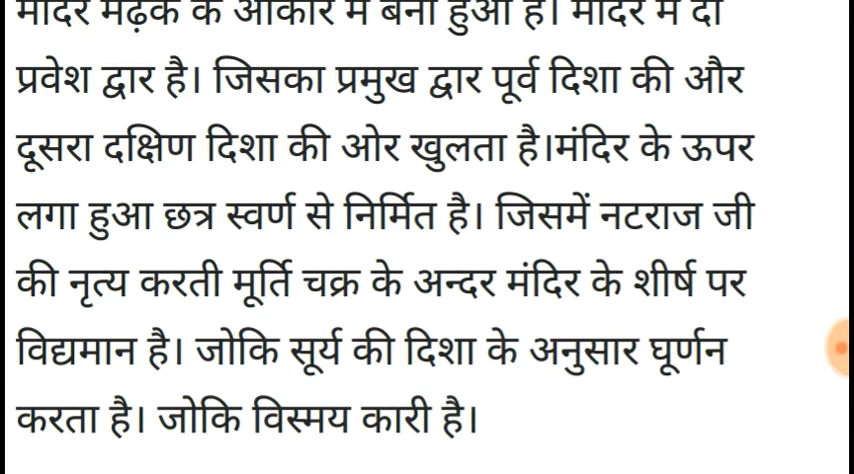 मंदिर मेढ़क के आकार में बना हुआ है। मंदिर में दो
प्रवेश द्वार है। जिसका प्रमुख द्वार पूर्व दिशा की और
दूसरा दक्षिण दिशा की ओर खुलता है।मंदिर के ऊपर
लगा हुआ छत्र स्वर्ण से निर्मित है। जिसमें नटराज जी
की नृत्य करती मूर्ति चक्र के अन्दर मंदिर के शीर्ष पर
विद्यमान है। जोकि सूर्य की दिशा के अनुसार घूर्णन
करता है। जोकि विस्मय कारी है।